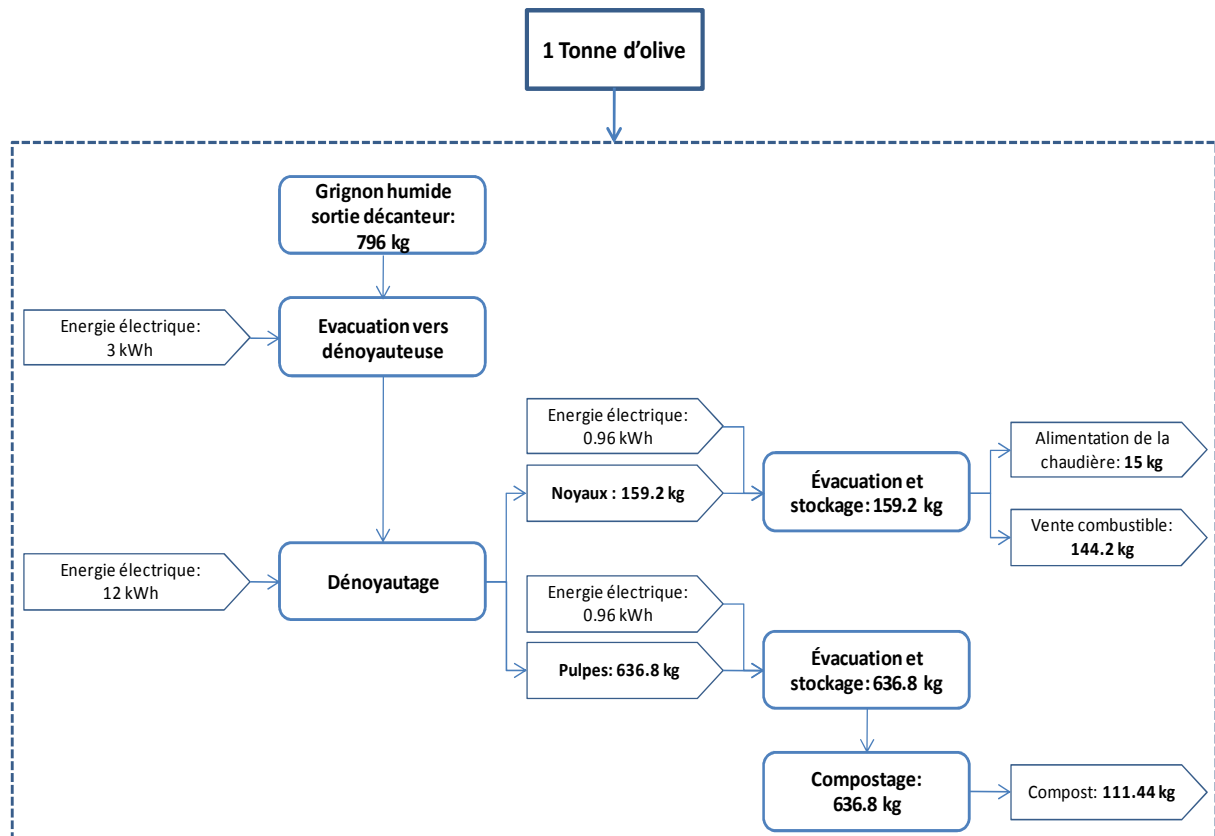 1 Tonne d’olive
Grignon humide
sortie décanteur:
796 kg
Energie électrique:
3 kWh
Evacuation vers
dénoyauteuse
Energie électrique:
0.96 kWh
Noyaux : 159.2 kg
Évacuation et
stockage: 159.2 kg
Alimentation de la
chaudière: 15 kg
Vente combustible:
144.2 kg
Energie électrique:
12 kWh
Dénoyautage
Energie électrique:
0.96 kWh
Pulpes: 636.8 kg
Évacuation et
stockage: 636.8 kg
Compostage:
636.8 kg
Compost: 111.44 kg